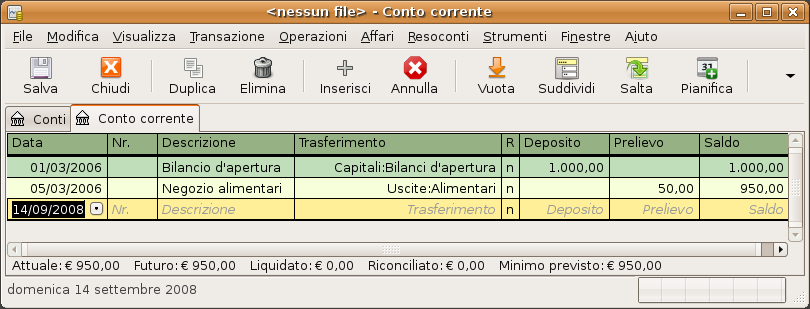 <nessun file> - Conto corrente
File Modifica Visualizza Transazione Operazioni Affari Resoconti Strumenti Finestre Aiuto
Salva Chiudi Duplica Elimina Inserisci Annulla Vuota Suddividi Salta Pianifica
Conti Conto corrente
Data Nr. Descrizione Trasferimento R Deposito Prelievo Saldo
01/03/2006 Bilancio d'apertura Capitali:Bilanci d'apertura n 1.000,00 1.000,00
05/03/2006 Negozio alimentari Uscite:Alimentari n 50,00 950,00
14/09/2008 Nr. Descrizione Trasferimento n Deposito Prelievo Saldo
Attuale: € 950,00 Futuro: € 950,00 Liquidato: € 0,00 Riconciliato: € 0,00 Minimo previsto: € 950,00
domenica 14 settembre 2008